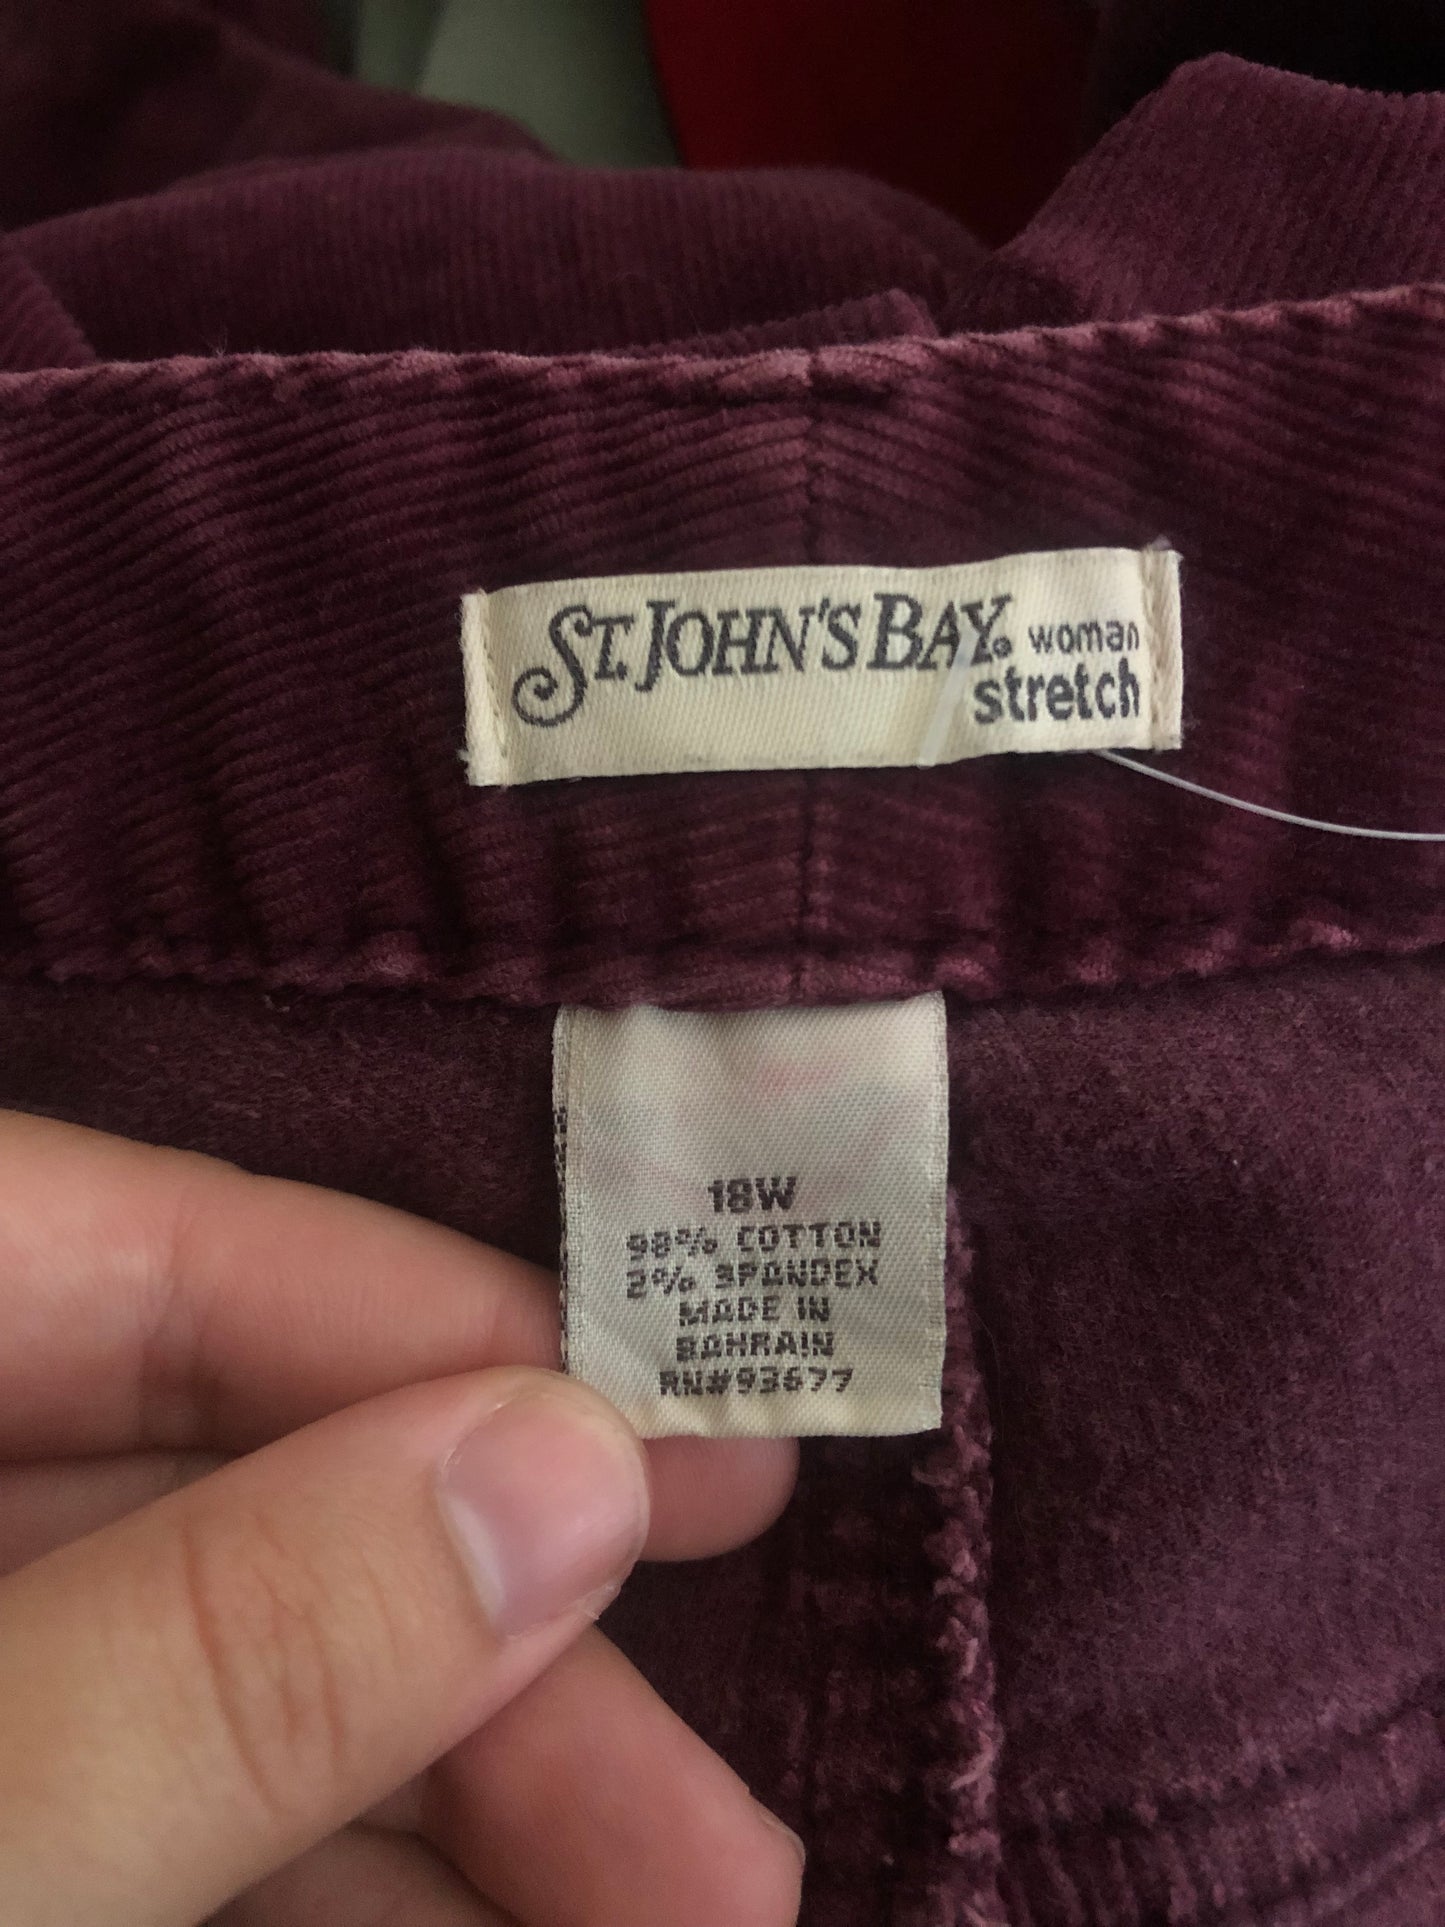 ST. JOHN'S BAY® woman
stretch
18W
98% COTTON
2% SPANDEX
MADE IN
BAHRAIN
RN#93677